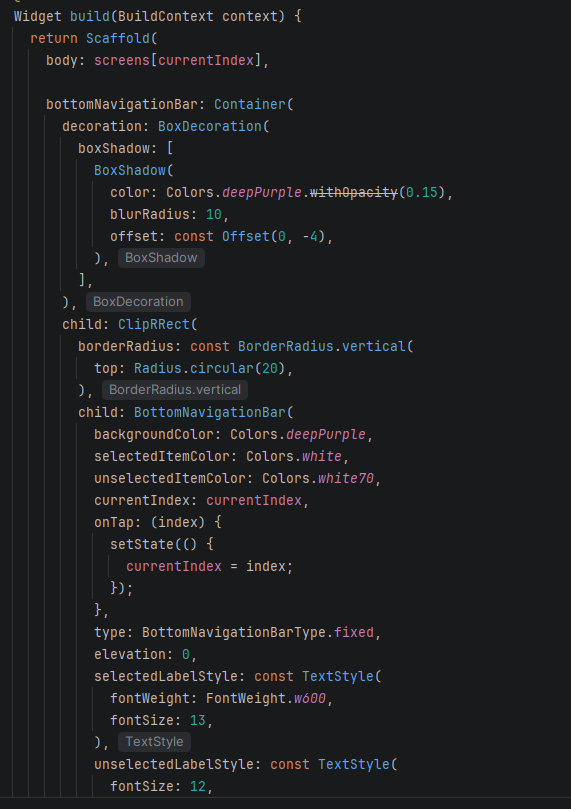 Widget build(BuildContext context) {
return Scaffold(
body: screens[currentIndex],
bottomNavigationBar: Container(
decoration: BoxDecoration(
boxShadow: [
BoxShadow(
color: Colors.deepPurple.withOpacity(0.15),
blurRadius: 10,
offset: const Offset(0, -4),
), BoxShadow
],
), BoxDecoration
child: ClipRRect(
borderRadius: const BorderRadius.vertical(
top: Radius.circular(20),
), BorderRadius.vertical
child: BottomNavigationBar(
backgroundColor: Colors.deepPurple,
selectedItemColor: Colors.white,
unselectedItemColor: Colors.white70,
currentIndex: currentIndex,
onTap: (index) {
setState(() {
currentIndex = index;
});
},
type: BottomNavigationBarType.fixed,
elevation: 0,
selectedLabelStyle: const TextStyle(
fontWeight: FontWeight.w600,
fontSize: 13,
), TextStyle
unselectedLabelStyle: const TextStyle(
fontSize: 12,